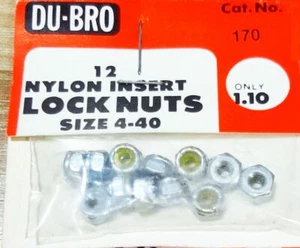 DU-BRO
Cat. No.
170
12
NYLON INSERT
LOCK NUTS
SIZE 4-40
ONLY
1.10